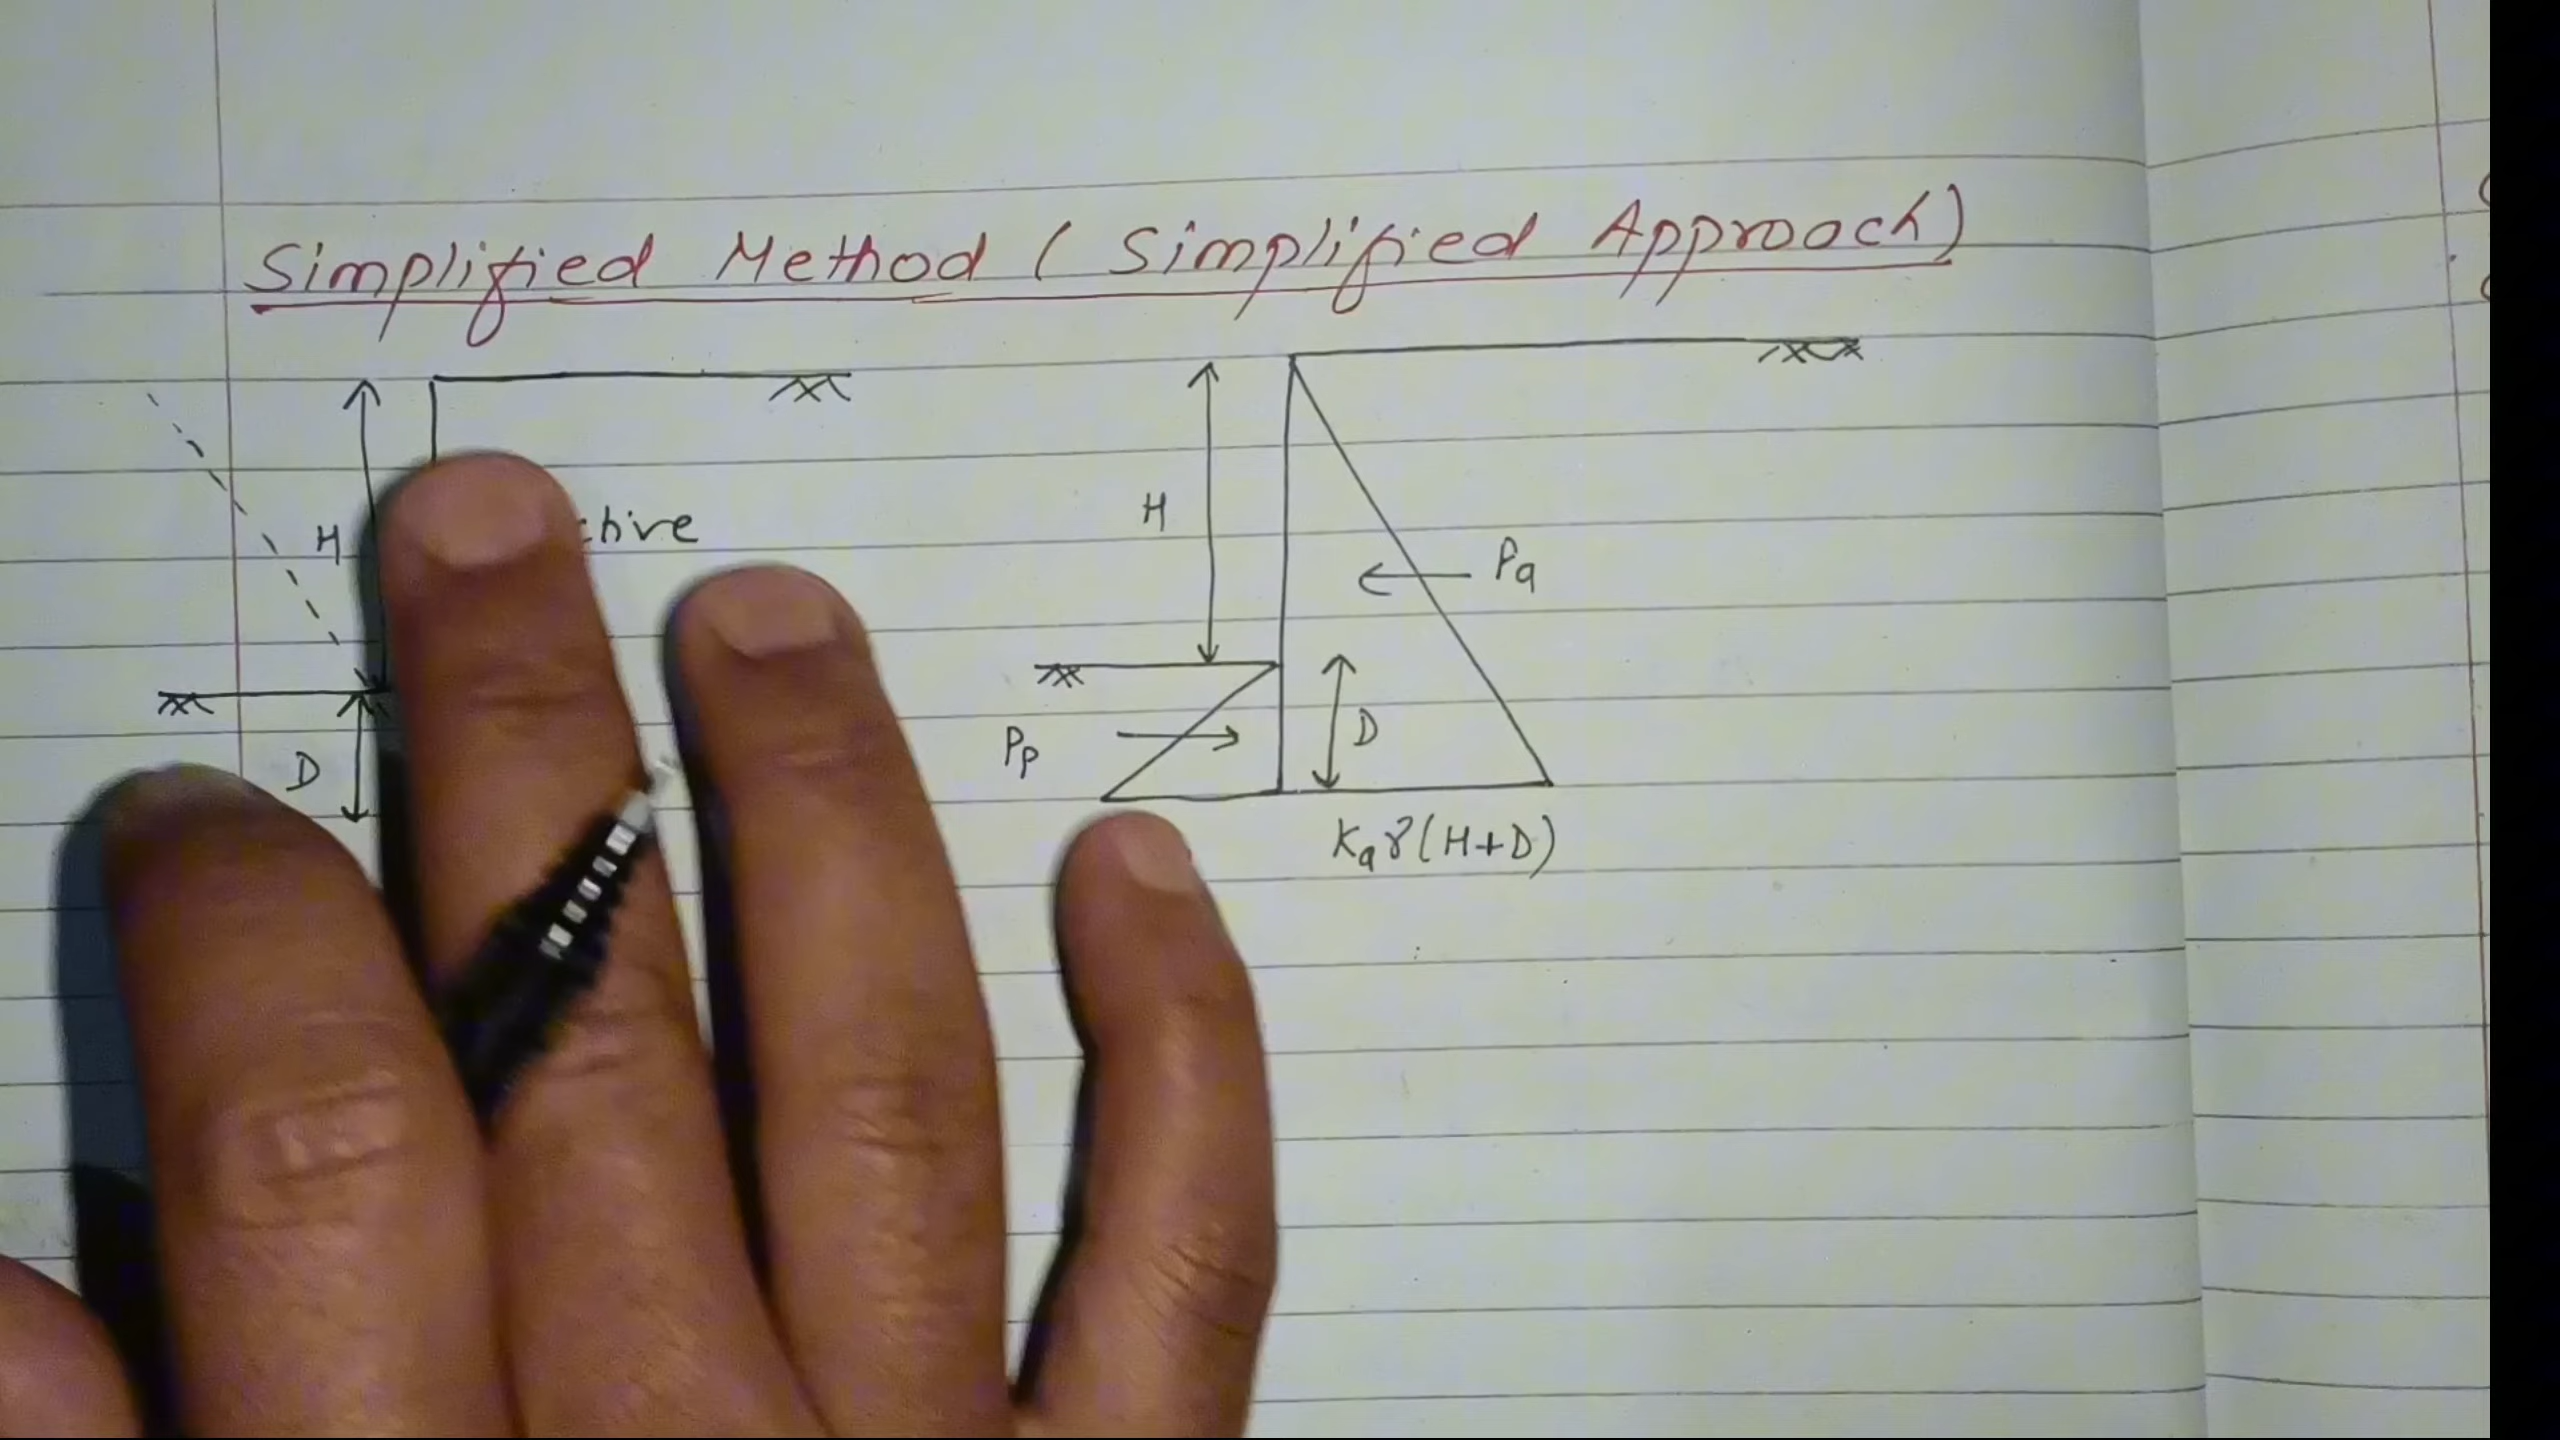 Simplified Method ( Simplified Approach)
H
D
H
Pa
Pp
D
Kaγ(H+D)